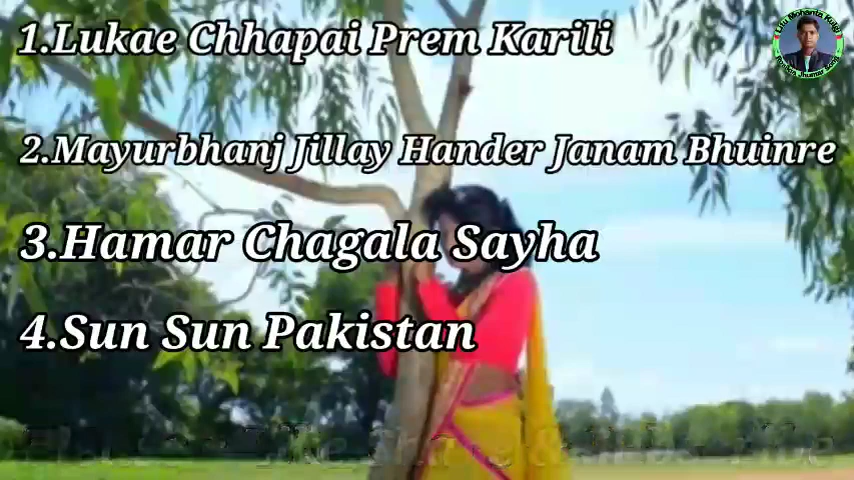 1.Lukae Chhapai Prem Karili
2.Mayurbhanj Jillay Hander Janam Bhuinre
3.Hamar Chagala Sayha
4.Sun Sun Pakistan